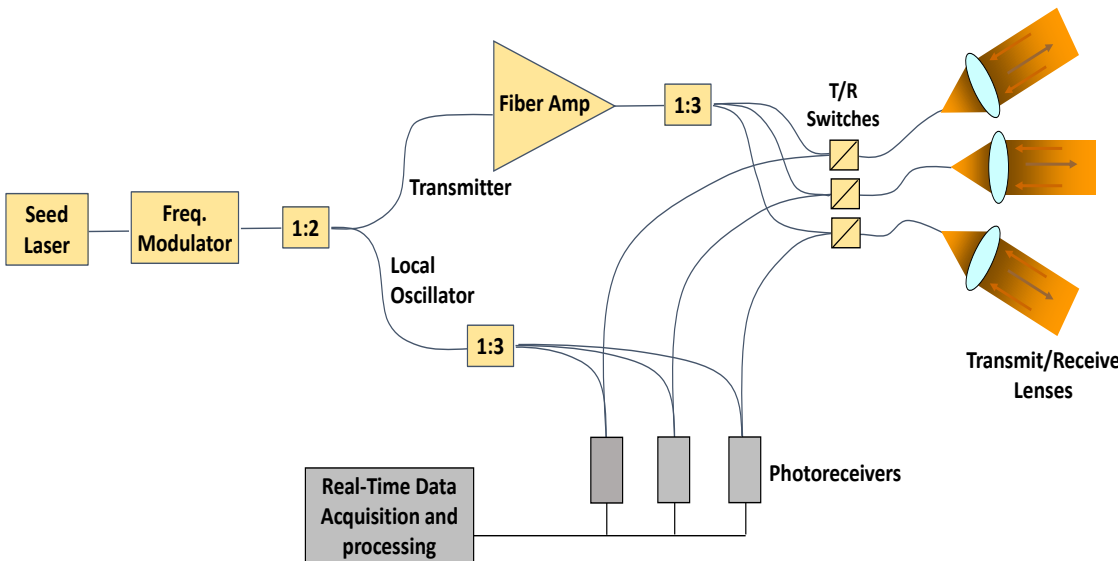 Fiber Amp
1:3
T/R
Switches
Transmitter
Seed
Laser
Freq.
Modulator
1:2
Local
Oscillator
1:3
Transmit/Receive
Lenses
Photoreceivers
Real-Time Data
Acquisition and
processing